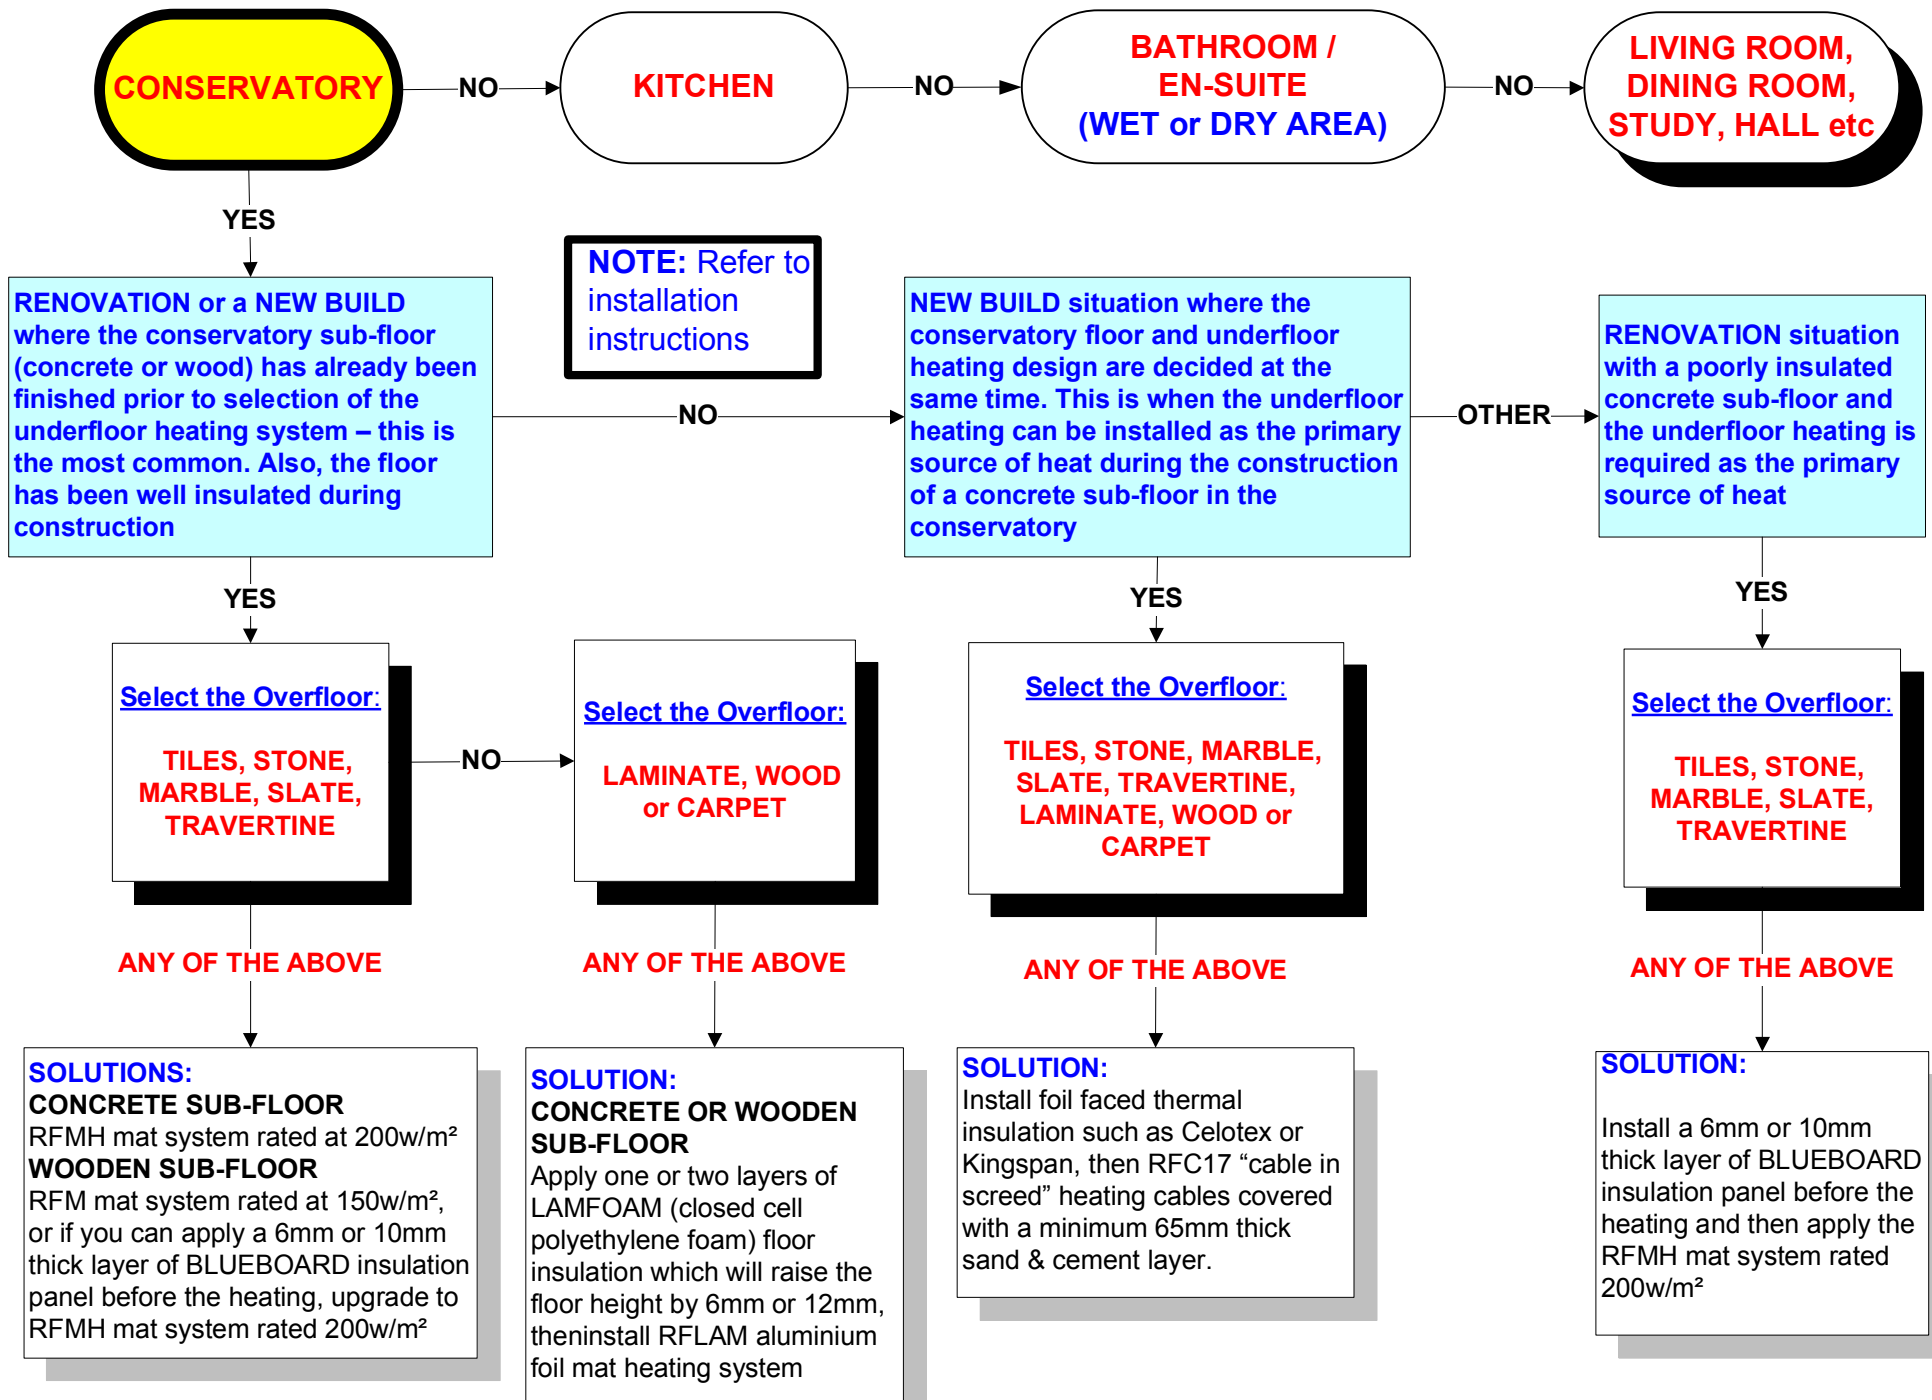 CONSERVATORY
NO
KITCHEN
NO
BATHROOM /
EN-SUITE
(WET or DRY AREA)
NO
LIVING ROOM,
DINING ROOM,
STUDY, HALL etc
YES
RENOVATION or a NEW BUILD
where the conservatory sub-floor
(concrete or wood) has already been
finished prior to selection of the
underfloor heating system – this is
the most common. Also, the floor
has been well insulated during
construction
NOTE: Refer to
installation
instructions
NO
NEW BUILD situation where the
conservatory floor and underfloor
heating design are decided at the
same time. This is when the underfloor
heating can be installed as the primary
source of heat during the construction
of a concrete sub-floor in the
conservatory
OTHER
RENOVATION situation
with a poorly insulated
concrete sub-floor and
the underfloor heating is
required as the primary
source of heat
YES
YES
YES
Select the Overfloor:
TILES, STONE,
MARBLE, SLATE,
TRAVERTINE
NO
Select the Overfloor:
LAMINATE, WOOD
or CARPET
Select the Overfloor:
TILES, STONE, MARBLE,
SLATE, TRAVERTINE,
LAMINATE, WOOD or
CARPET
Select the Overfloor:
TILES, STONE,
MARBLE, SLATE,
TRAVERTINE
ANY OF THE ABOVE
ANY OF THE ABOVE
ANY OF THE ABOVE
ANY OF THE ABOVE
SOLUTIONS:
CONCRETE SUB-FLOOR
RFMH mat system rated at 200w/m²
WOODEN SUB-FLOOR
RFM mat system rated at 150w/m²,
or if you can apply a 6mm or 10mm
thick layer of BLUEBOARD insulation
panel before the heating, upgrade to
RFMH mat system rated 200w/m²
SOLUTION:
CONCRETE OR WOODEN
SUB-FLOOR
Apply one or two layers of
LAMFOAM (closed cell
polyethylene foam) floor
insulation which will raise the
floor height by 6mm or 12mm,
theninstall RFLAM aluminium
foil mat heating system
SOLUTION:
Install foil faced thermal
insulation such as Celotex or
Kingspan, then RFC17 “cable in
screed” heating cables covered
with a minimum 65mm thick
sand & cement layer.
SOLUTION:
Install a 6mm or 10mm
thick layer of BLUEBOARD
insulation panel before the
heating and then apply the
RFMH mat system rated
200w/m²